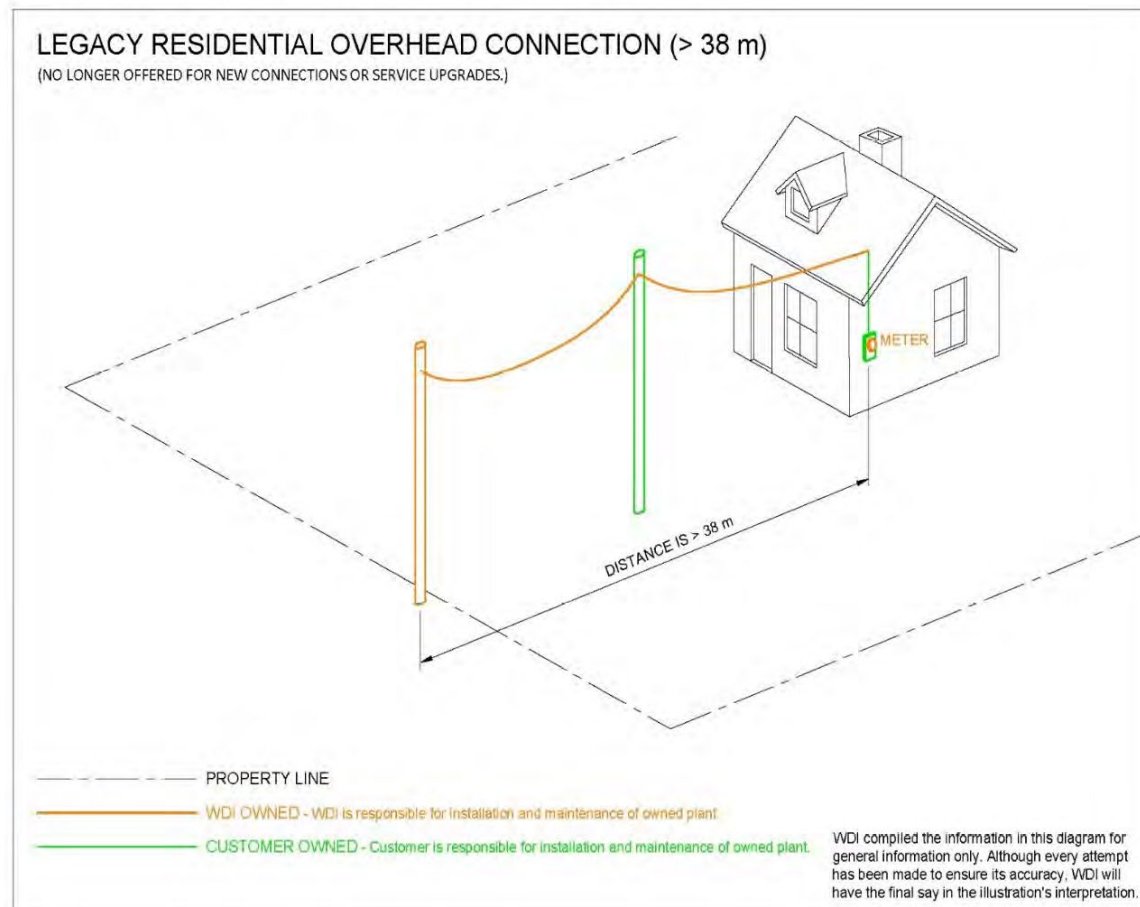 LEGACY RESIDENTIAL OVERHEAD CONNECTION (> 38 m)
(NO LONGER OFFERED FOR NEW CONNECTIONS OR SERVICE UPGRADES.)
METER
DISTANCE IS > 38 m
PROPERTY LINE
WDI OWNED - WDI is responsible for installation and maintenance of owned plant
CUSTOMER OWNED - Customer is responsible for installation and maintenance of owned plant.
WDI compiled the information in this diagram for
general information only. Although every attempt
has been made to ensure its accuracy, WDI will
have the final say in the illustration's interpretation.